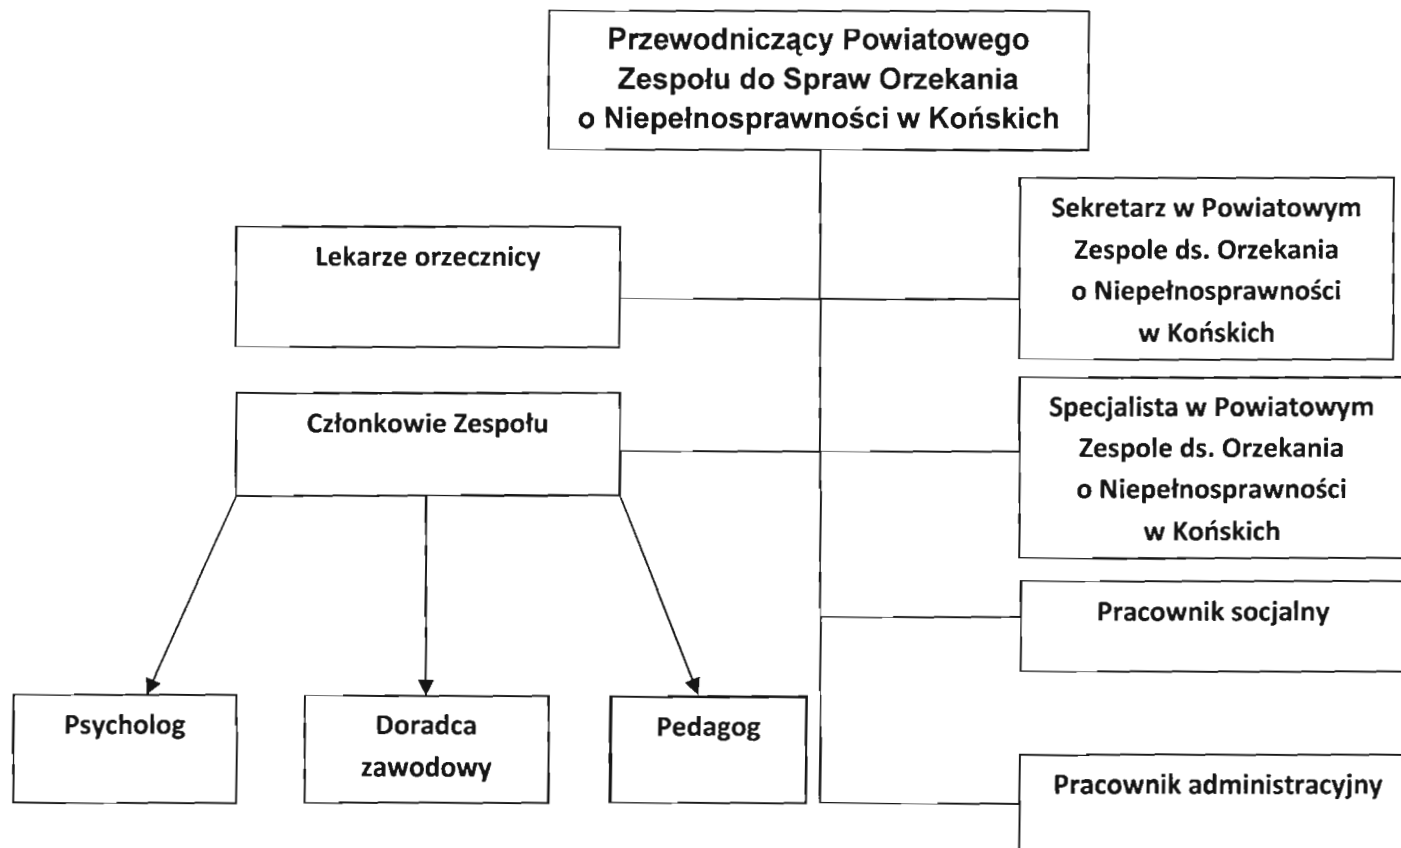 Przewodniczący Powiatowego
Zespołu do Spraw Orzekania
o Niepełnosprawności w Końskich
Lekarze orzecznicy
Sekretarz w Powiatowym
Zespole ds. Orzekania
o Niepełnosprawności
w Końskich
Członkowie Zespołu
Specjalista w Powiatowym
Zespole ds. Orzekania
o Niepełnosprawności
w Końskich
Pracownik socjalny
Psycholog
Doradca
zawodowy
Pedagog
Pracownik administracyjny